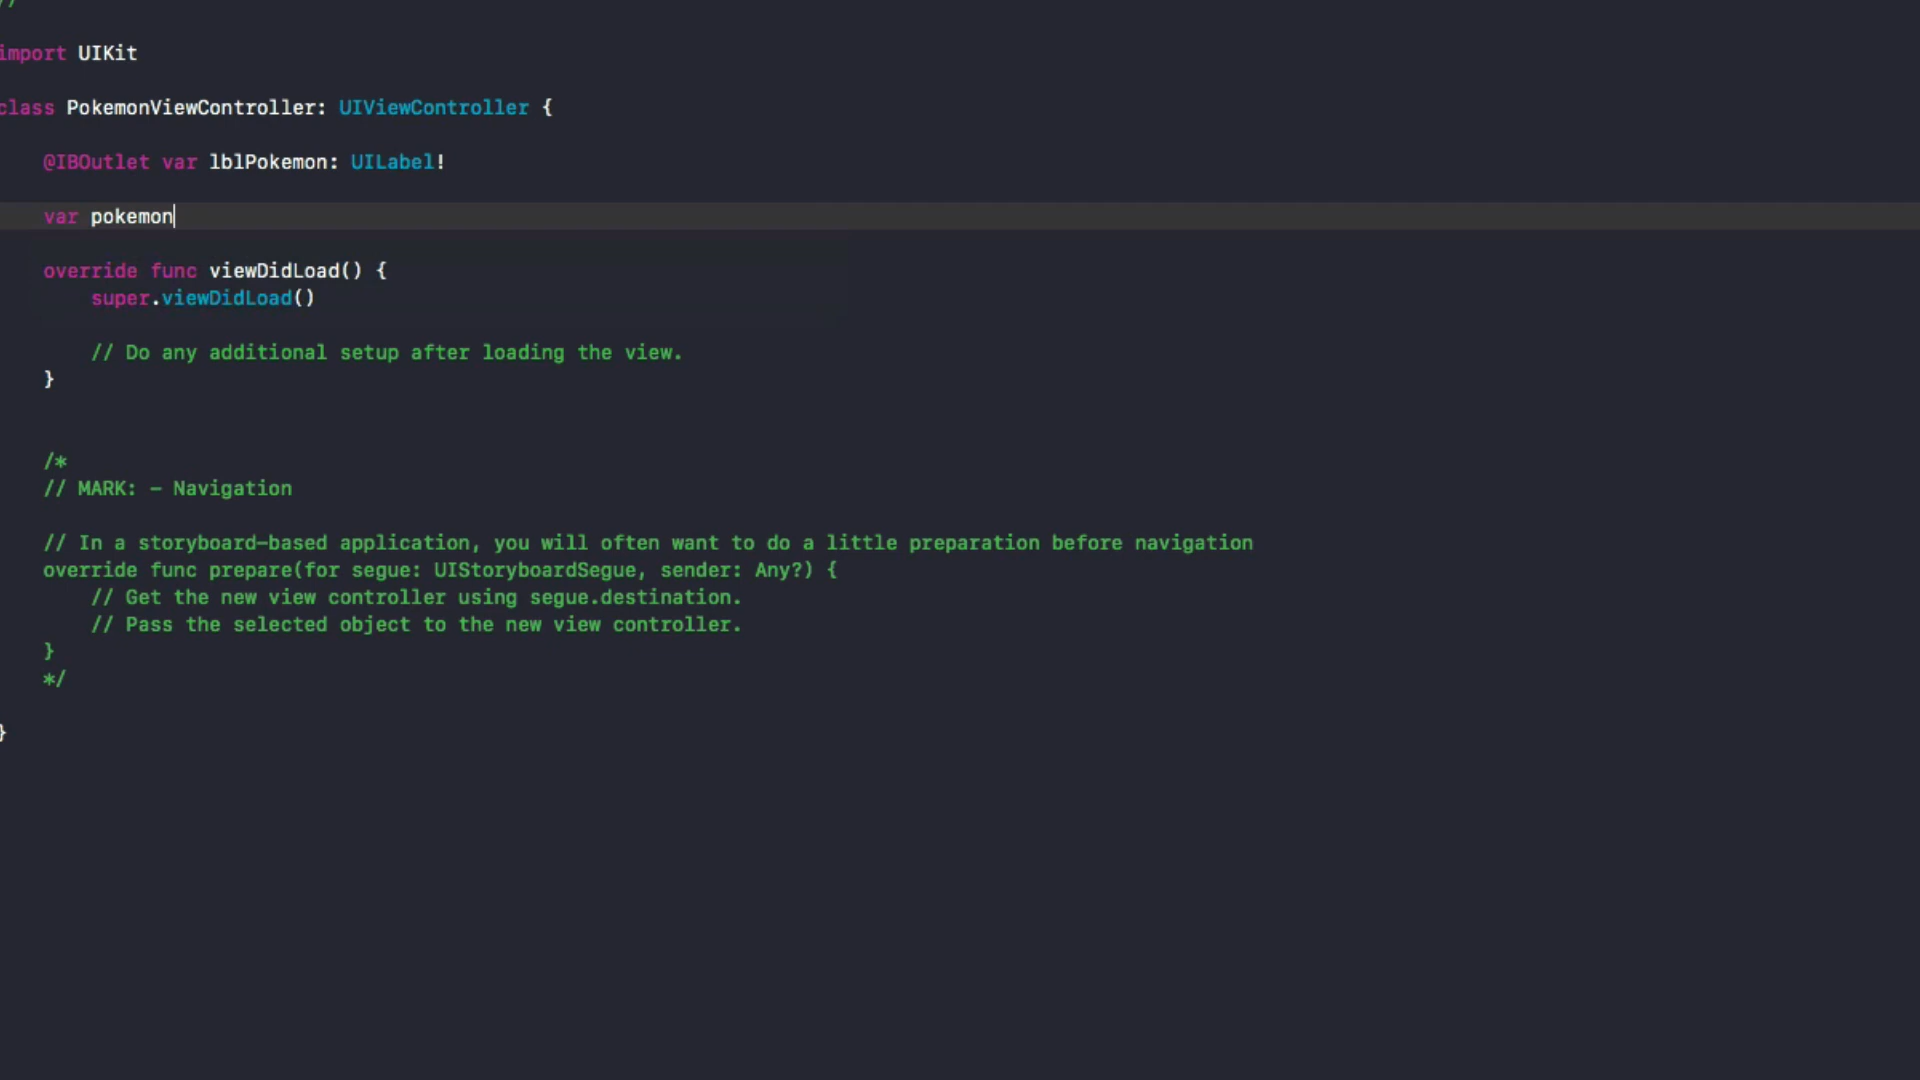 //
import UIKit
class PokemonViewController: UIViewController {
@IBOutlet var lblPokemon: UILabel!
var pokemon
override func viewDidLoad() {
super.viewDidLoad()
// Do any additional setup after loading the view.
}
/*
// MARK: - Navigation
// In a storyboard-based application, you will often want to do a little preparation before navigation
override func prepare(for segue: UIStoryboardSegue, sender: Any?) {
// Get the new view controller using segue.destination.
// Pass the selected object to the new view controller.
}
*/
}